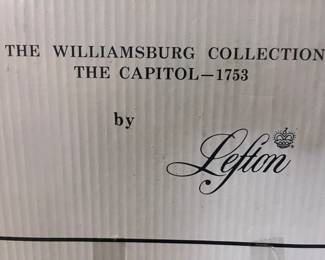 THE WILLIAMSBURG COLLECTION
THE CAPITOL—1753
by
Lefton